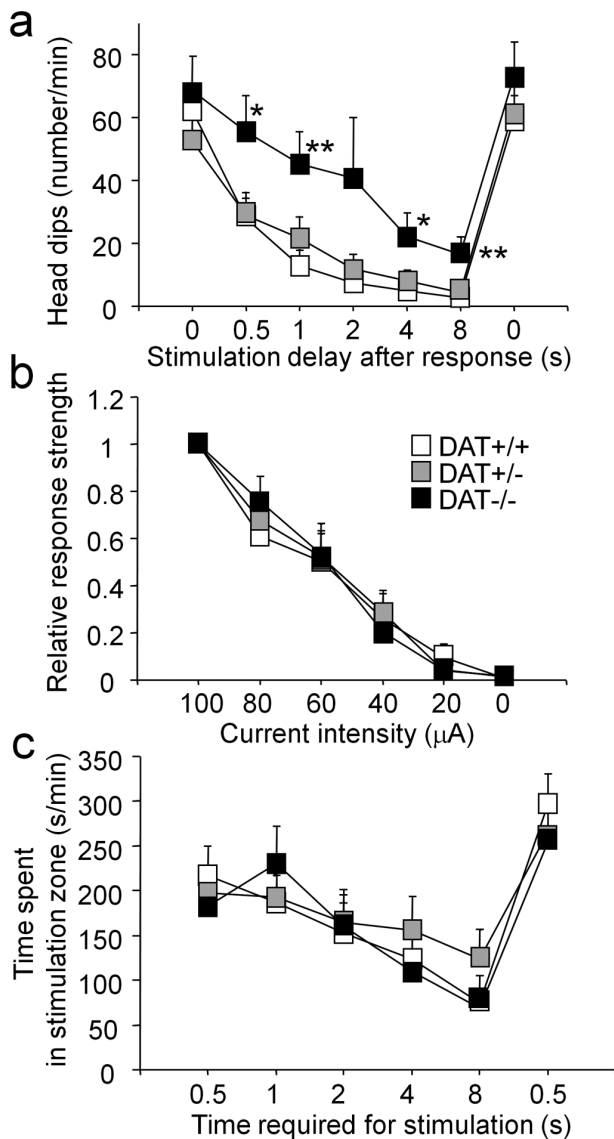 a
Head dips (number/min)
80
60
40
20
0
*
**
*
**
0 0.5 1 2 4 8 0
Stimulation delay after response (s)
b
Relative response strength
1.2
1
0.8
0.6
0.4
0.2
0
DAT+/+
DAT+/-
DAT-/-
100 80 60 40 20 0
Current intensity (μA)
c
Time spent
in stimulation zone (s/min)
350
300
250
200
150
100
50
0
0.5 1 2 4 8 0.5
Time required for stimulation (s)